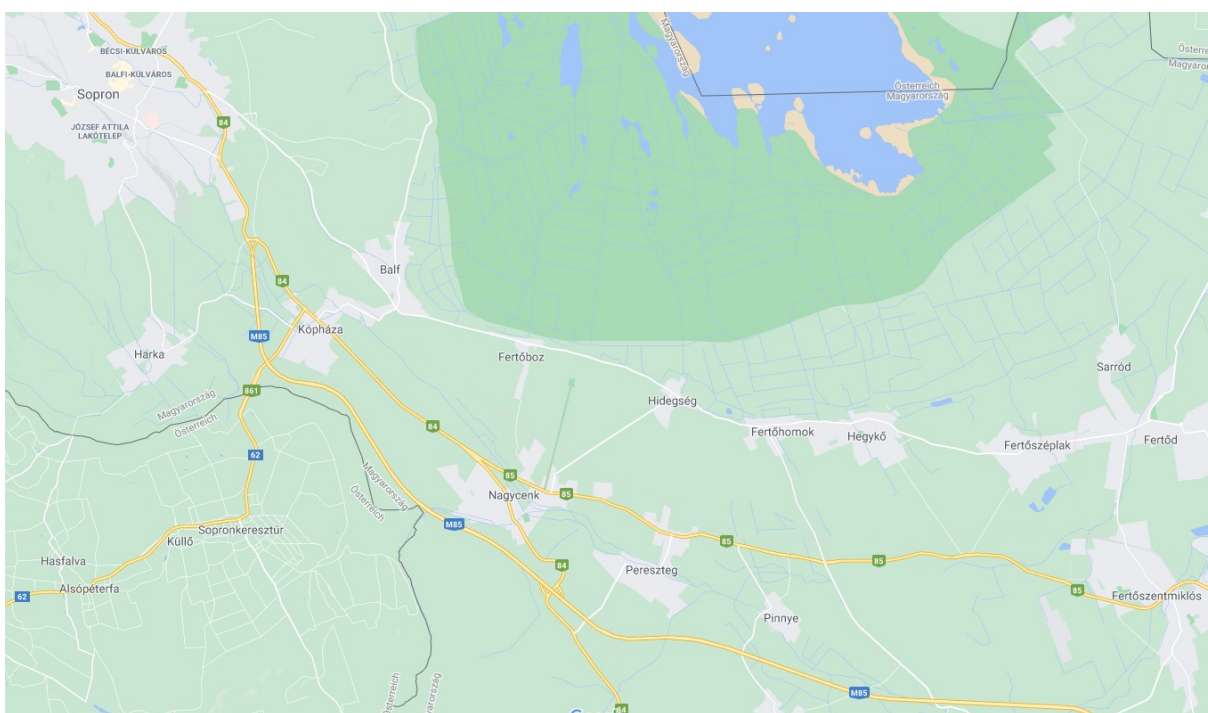 BÉCSI-KÜLVÁROS
BALFI-KÜLVÁROS
Sopron
JÓZSEF ATTILA
LAKÓTELEP
84
Magyarország
Österreich
Magyarország
Österreich
Magyarország
Balf
84
Kópháza
M85
Harka
Fertőboz
Sarród
861
Magyarország
Österreich
Hidegség
84
Fertőhomok
Hegykő
Fertőszéplak
Fertőd
62
85
Nagycenk
85
Magyarország
Österreich
M85
Sopronkeresztúr
Küllő
85
Hasfalva
84
85
Pereszteg
Alsópéterfa
62
85
Fertőszentmiklós
Pinnye
Österreich
Magyarország
M85
84